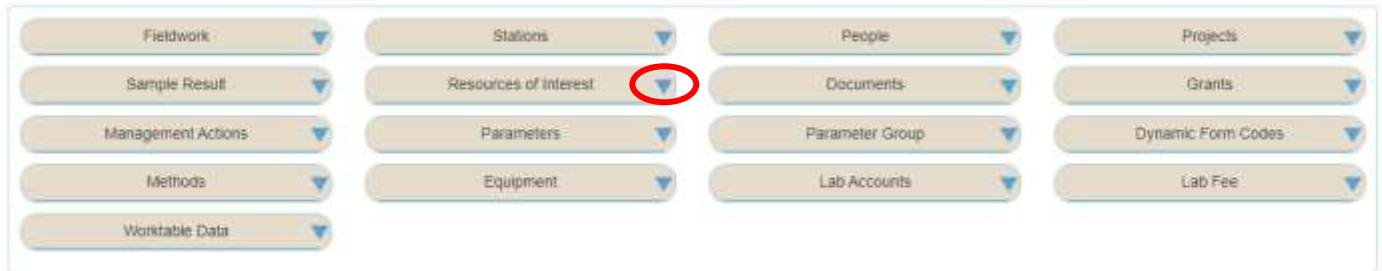 Fieldwork Stations People Projects
Sample Result Resources of Interest Documents Grants
Management Actions Parameters Parameter Group Dynamic Form Codes
Methods Equipment Lab Accounts Lab Fee
Worktable Data